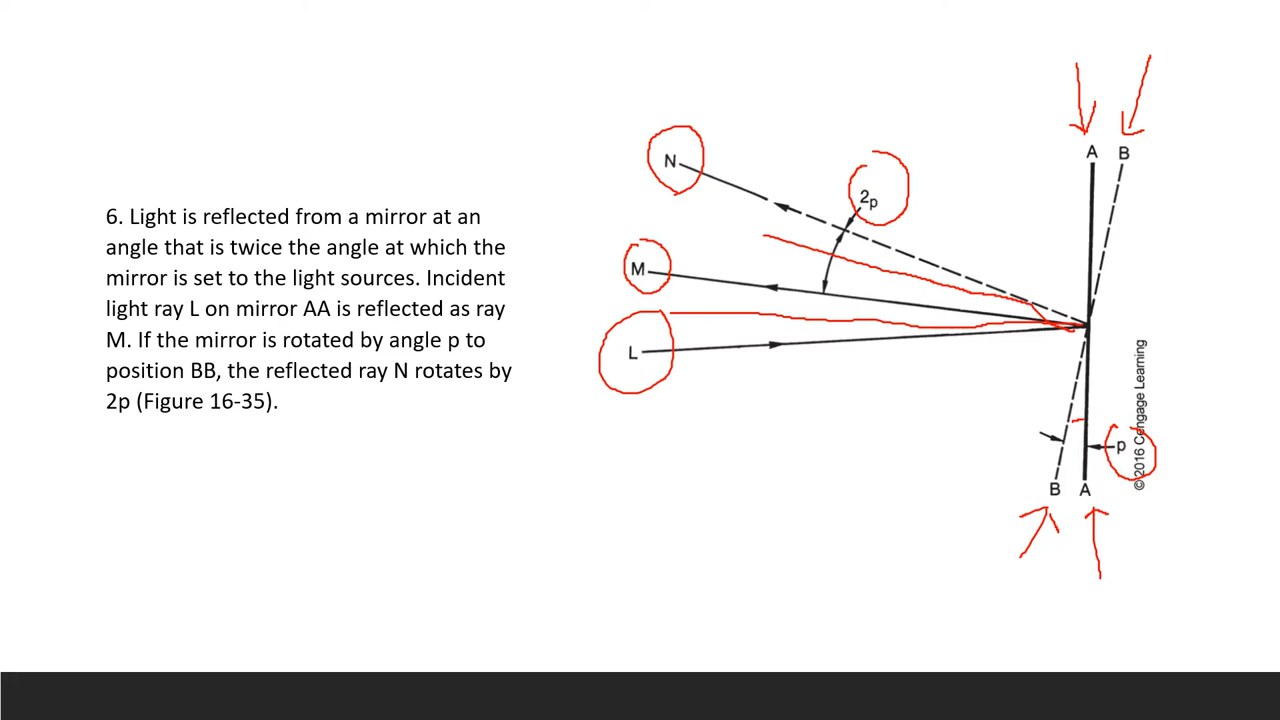 6. Light is reflected from a mirror at an
angle that is twice the angle at which the
mirror is set to the light sources. Incident
light ray L on mirror AA is reflected as ray
M. If the mirror is rotated by angle p to
position BB, the reflected ray N rotates by
2p (Figure 16-35).
A B
N
2p
M
L
p
B A
© 2016 Cengage Learning